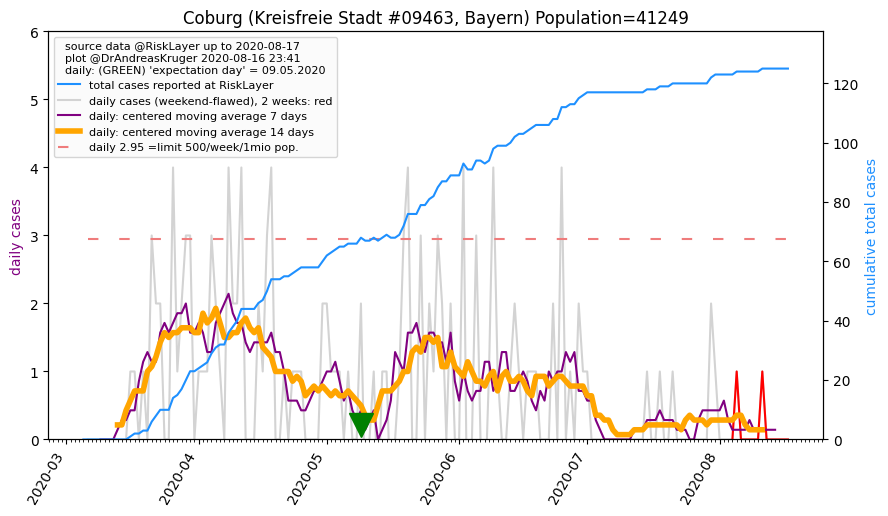 Coburg (Kreisfreie Stadt #09463, Bayern) Population=41249
source data @RiskLayer up to 2020-08-17
plot @DrAndreasKruger 2020-08-16 23:41
daily: (GREEN) 'expectation day' = 09.05.2020
total cases reported at RiskLayer
daily cases (weekend-flawed), 2 weeks: red
daily: centered moving average 7 days
daily: centered moving average 14 days
daily 2.95 =limit 500/week/1mio pop.
daily cases
6
5
4
3
2
1
0
cumulative total cases
120
100
80
60
40
20
0
2020-03
2020-04
2020-05
2020-06
2020-07
2020-08